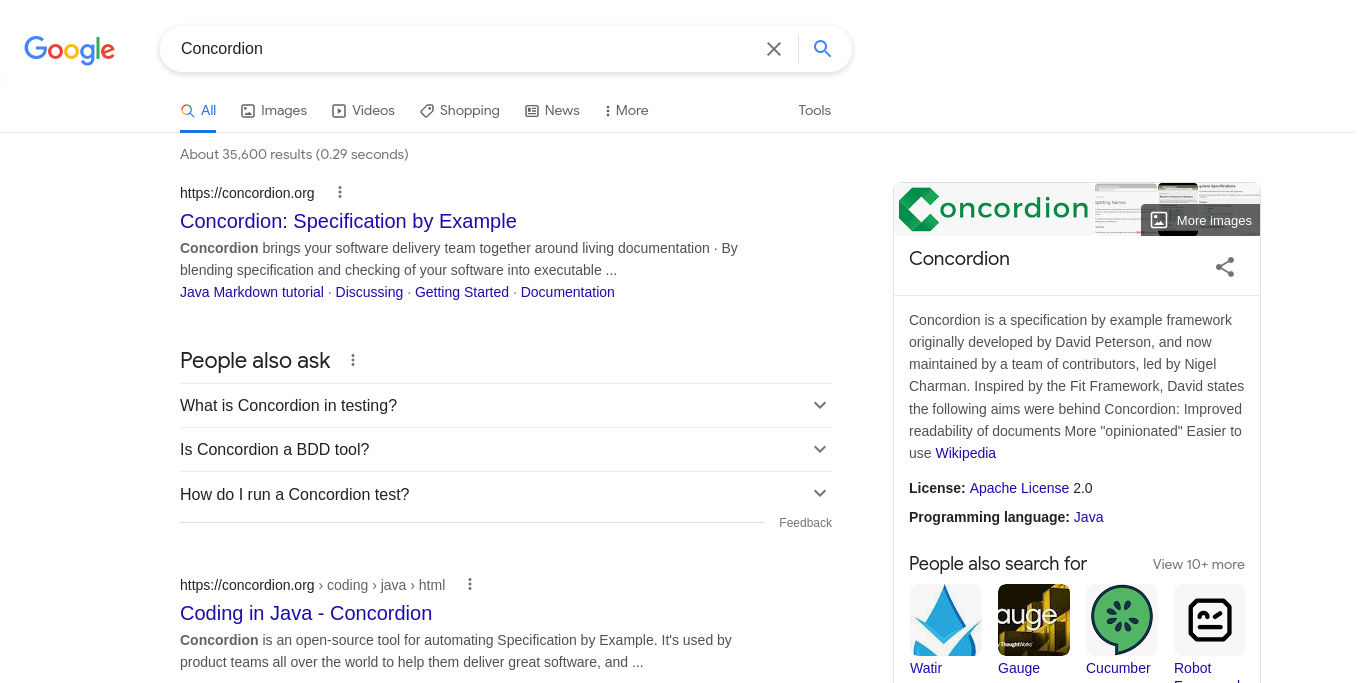 Google
Concordion
All
Images
Videos
Shopping
News
More
Tools
About 35,600 results (0.29 seconds)
https://concordion.org
Concordion: Specification by Example
Concordion brings your software delivery team together around living documentation · By
blending specification and checking of your software into executable ...
Java Markdown tutorial · Discussing · Getting Started · Documentation
People also ask
What is Concordion in testing?
Is Concordion a BDD tool?
How do I run a Concordion test?
Feedback
https://concordion.org › coding › java › html
Coding in Java - Concordion
Concordion is an open-source tool for automating Specification by Example. It's used by
product teams all over the world to help them deliver great software, and ...
Concordion
More images
Concordion
Concordion is a specification by example framework
originally developed by David Peterson, and now
maintained by a team of contributors, led by Nigel
Charman. Inspired by the Fit Framework, David states
the following aims were behind Concordion: Improved
readability of documents More "opinionated" Easier to
use Wikipedia
License: Apache License 2.0
Programming language: Java
People also search for
View 10+ more
auge
ThoughtWorks
Watir
Gauge
Cucumber
Robot